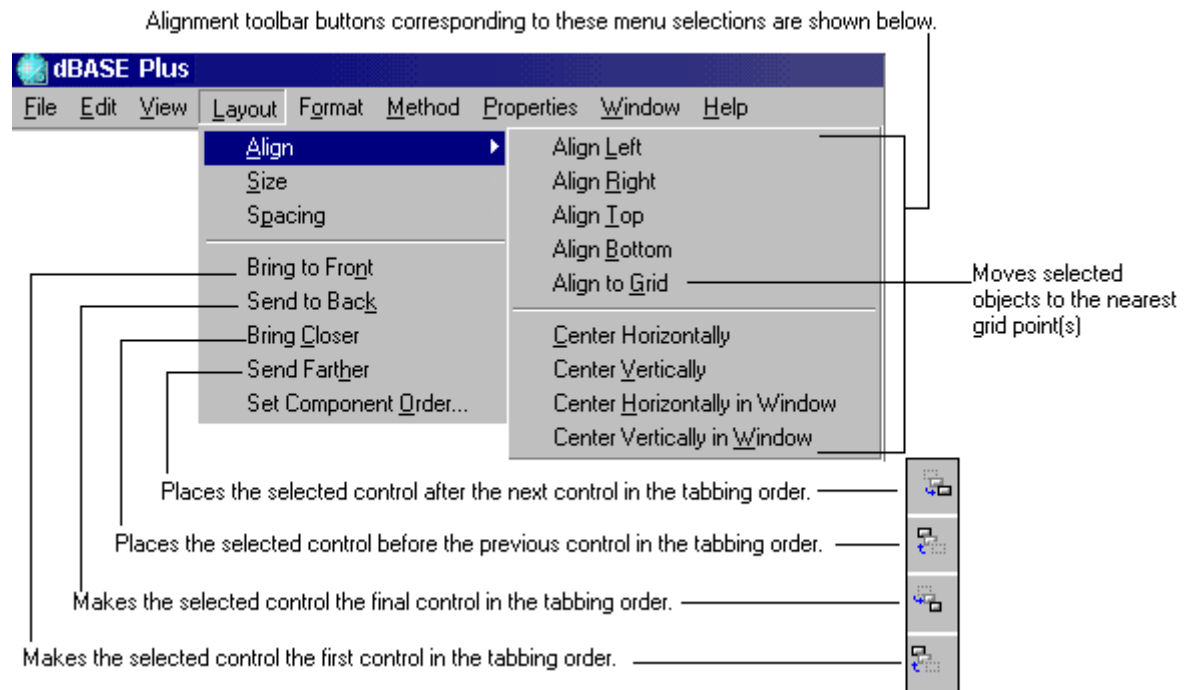 Alignment toolbar buttons corresponding to these menu selections are shown below.
dBASE Plus
File Edit View Layout Format Method Properties Window Help
Align
Size
Spacing
Bring to Front
Send to Back
Bring Closer
Send Farther
Set Component Order...
Align Left
Align Right
Align Top
Align Bottom
Align to Grid
Center Horizontally
Center Vertically
Center Horizontally in Window
Center Vertically in Window
Moves selected
objects to the nearest
grid point(s)
Places the selected control after the next control in the tabbing order.
Places the selected control before the previous control in the tabbing order.
Makes the selected control the final control in the tabbing order.
Makes the selected control the first control in the tabbing order.